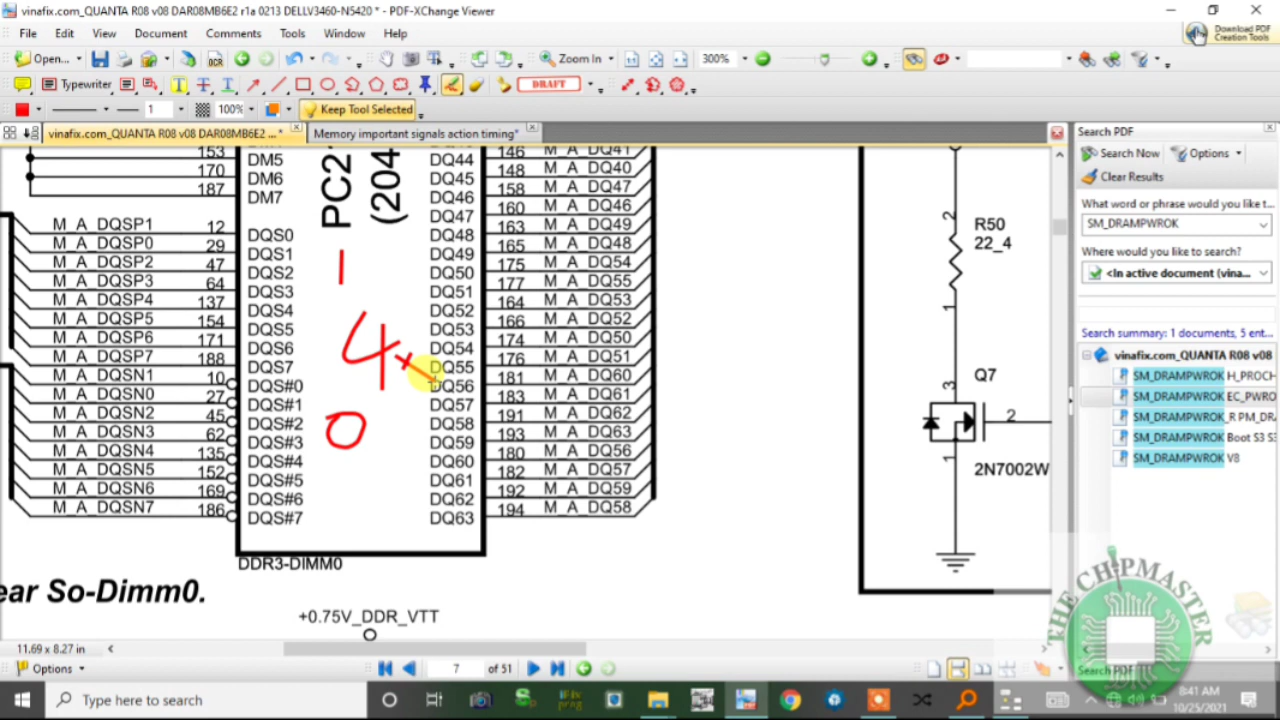 vinafix.com_QUANTA R08 v08 DAR08MB6E2 r1a 0213 DELLV3460-N5420 * - PDF-XChange Viewer
File Edit View Document Comments Tools Window Help
Download PDF Creation Tools
Open... OCR Zoom In 300%
Typewriter DRAFT
1 100% Keep Tool Selected
vinafix.com_QUANTA R08 v08 DAR08MB6E2 ...* Memory important signals action timing*
Search PDF
Search Now Options
Clear Results
What word or phrase would you like t...
SM_DRAMPWROK
Where would you like to search?
<In active document (vina...
Search summary: 1 documents, 5 ent
vinafix.com_QUANTA R08 v08
SM_DRAMPWROK H_PROCH
SM_DRAMPWROK EC_PWRO
SM_DRAMPWROK_R PM_DRA
SM_DRAMPWROK Boot S3 S3
SM_DRAMPWROK V8
153 DM5
170 DM6
187 DM7
PC2
(204
M_A_DQSP1 12 DQS0
M_A_DQSP0 29 DQS1
M_A_DQSP2 47 DQS2
M_A_DQSP3 64 DQS3
M_A_DQSP4 137 DQS4
M_A_DQSP5 154 DQS5
M_A_DQSP6 171 DQS6
M_A_DQSP7 188 DQS7
M_A_DQSN1 10 DQS#0
M_A_DQSN0 27 DQS#1
M_A_DQSN2 45 DQS#2
M_A_DQSN3 62 DQS#3
M_A_DQSN4 135 DQS#4
M_A_DQSN5 152 DQS#5
M_A_DQSN6 169 DQS#6
M_A_DQSN7 186 DQS#7
1
4
0
M_A_DQ41
DQ44 146 M_A_DQ40
DQ45 148 M_A_DQ47
DQ46 158 M_A_DQ46
DQ47 160 M_A_DQ49
DQ48 163 M_A_DQ48
DQ49 165 M_A_DQ54
DQ50 175 M_A_DQ55
DQ51 177 M_A_DQ53
DQ52 164 M_A_DQ52
DQ53 166 M_A_DQ50
DQ54 174 M_A_DQ51
DQ55 176 M_A_DQ60
DQ56 181 M_A_DQ61
DQ57 183 M_A_DQ62
DQ58 191 M_A_DQ63
DQ59 193 M_A_DQ56
DQ60 180 M_A_DQ57
DQ61 182 M_A_DQ59
DQ62 192 M_A_DQ58
DQ63 194
DDR3-DIMM0
ear So-Dimm0.
+0.75V_DDR_VTT
2
R50
22_4
1
3
Q7
2
1
2N7002W
THE CHIPMASTER
11.69 x 8.27 in
Options 7 of 51 Search PDF
Type here to search
8:41 AM
10/25/2021